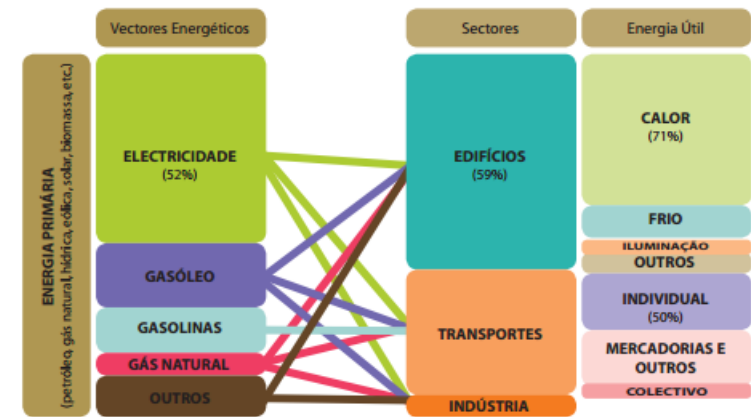 Vectores Energéticos
Sectores
Energia Útil
ENERGIA PRIMÁRIA
(petróleo, gás natural, hídrica, eólica, solar, biomassa, etc.)
ELECTRICIDADE
(52%)
GASÓLEO
GASOLINAS
GÁS NATURAL
OUTROS
EDIFÍCIOS
(59%)
TRANSPORTES
INDÚSTRIA
CALOR
(71%)
FRIO
ILUMINAÇÃO
OUTROS
INDIVIDUAL
(50%)
MERCADORIAS E
OUTROS
COLECTIVO